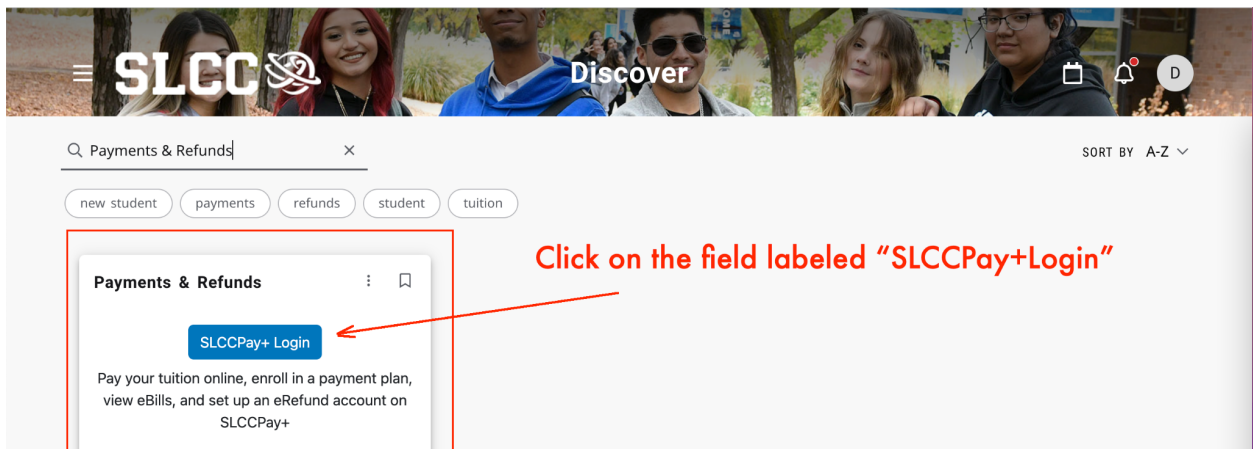 SLCC
Discover
D
Payments & Refunds
SORT BY A-Z
new student payments refunds student tuition
Click on the field labeled “SLCCPay+Login”
Payments & Refunds
SLCCPay+ Login
Pay your tuition online, enroll in a payment plan,
view eBills, and set up an eRefund account on
SLCCPay+